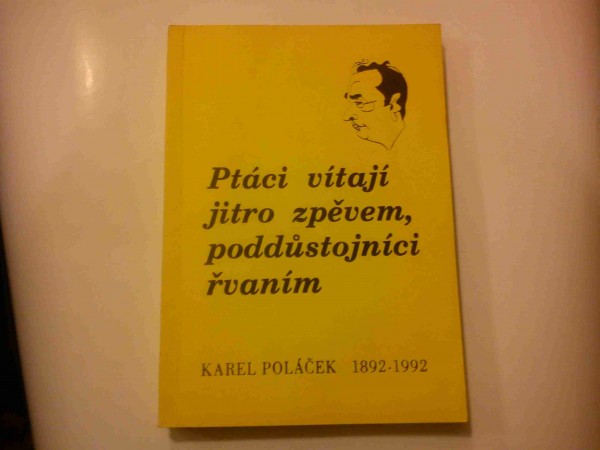 Ptáci vítají
jitro zpěvem,
poddůstojníci
řvaním
KAREL POLÁČEK 1892-1992